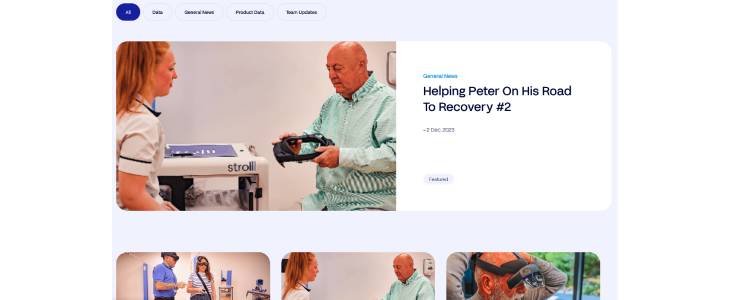 All
Data
General News
Product Data
Team Updates
General News
Helping Peter On His Road
To Recovery #2
- 2 Dec, 2023
stroll
Featured